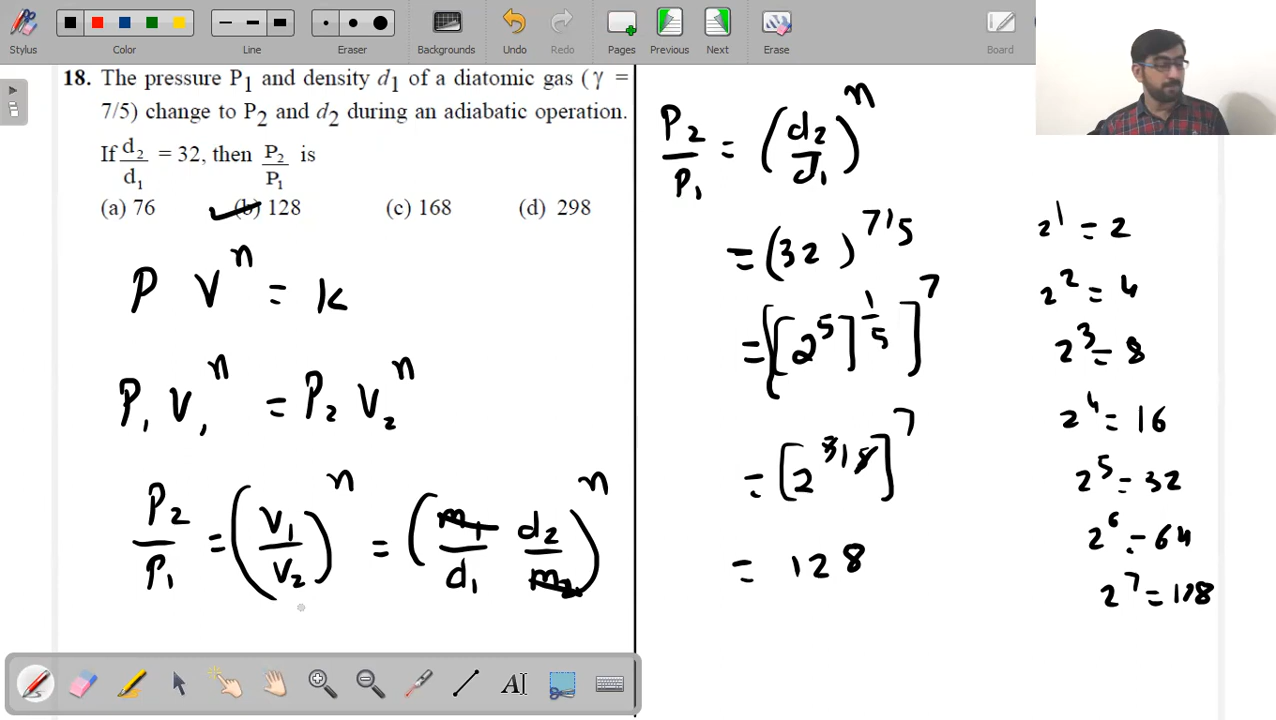 Stylus Color Line Eraser Backgrounds Undo Redo Pages Previous Next Erase Board
18. The pressure P1 and density d1 of a diatomic gas (γ =
7/5) change to P2 and d2 during an adiabatic operation.
If d2/d1 = 32, then P2/P1 is
(a) 76 (b) 128 (c) 168 (d) 298
P V^n = K
P1 V1^n = P2 V2^n
P2/P1 = (V1/V2)^n = (m1/d1 d2/m2)^n
P2/P1 = (d2/d1)^n
= (32)^7/5
= [[2^5]^1/5]^7
= [2^5/5]^7
= 128
2^1 = 2
2^2 = 4
2^3 = 8
2^4 = 16
2^5 = 32
2^6 = 64
2^7 = 128